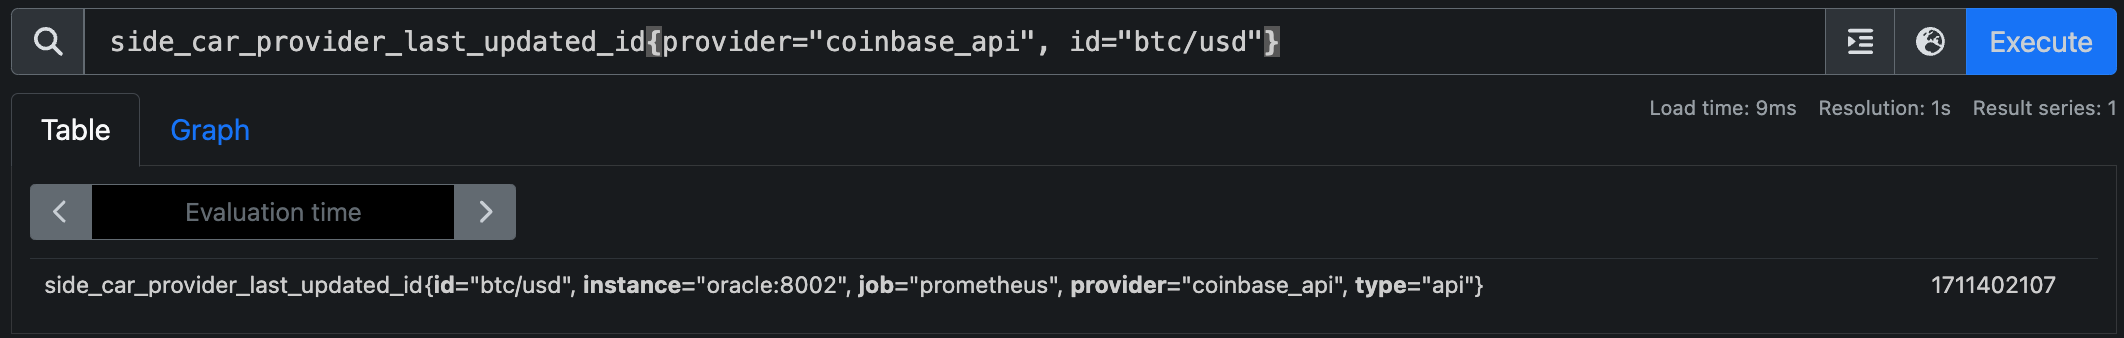 side_car_provider_last_updated_id{provider="coinbase_api", id="btc/usd"}
Execute
Table
Graph
Load time: 9ms Resolution: 1s Result series: 1
Evaluation time
side_car_provider_last_updated_id{id="btc/usd", instance="oracle:8002", job="prometheus", provider="coinbase_api", type="api"} 1711402107